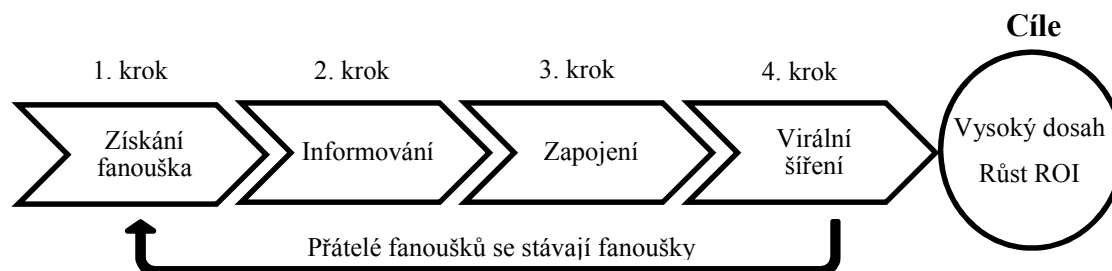 Cíle
1. krok
2. krok
3. krok
4. krok
Získání
fanouška
Informování
Zapojení
Virální
šíření
Vysoký dosah
Růst ROI
Přátelé fanoušků se stávají fanoušky